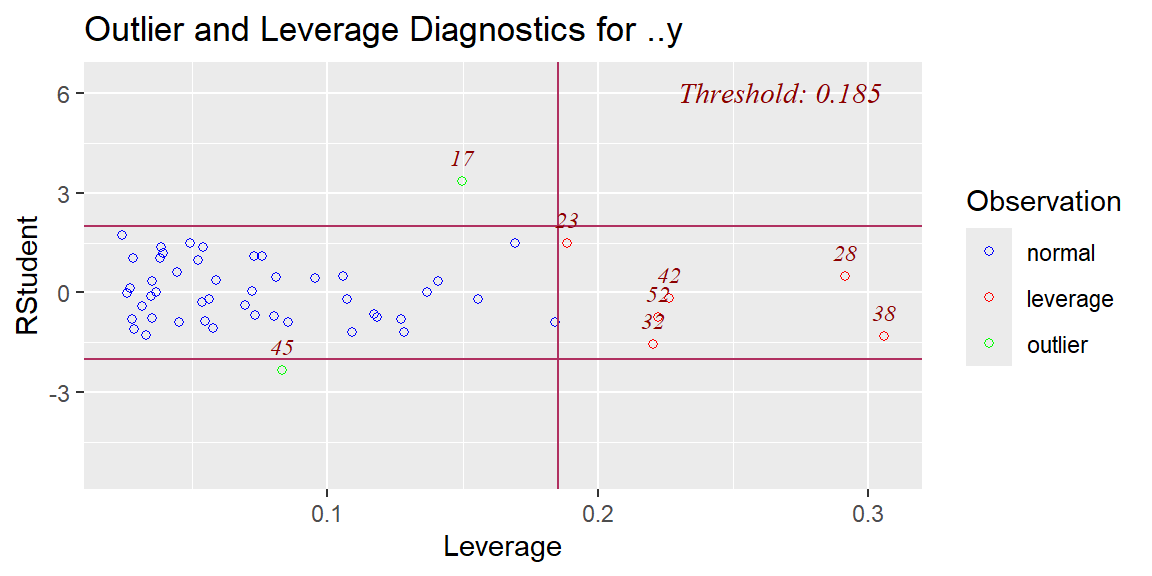 Outlier and Leverage Diagnostics for ..y
6
3
0
-3
RStudent
Threshold: 0.185
17
23
28
42
52
32
38
45
0.1
0.2
0.3
Leverage
Observation
normal
leverage
outlier